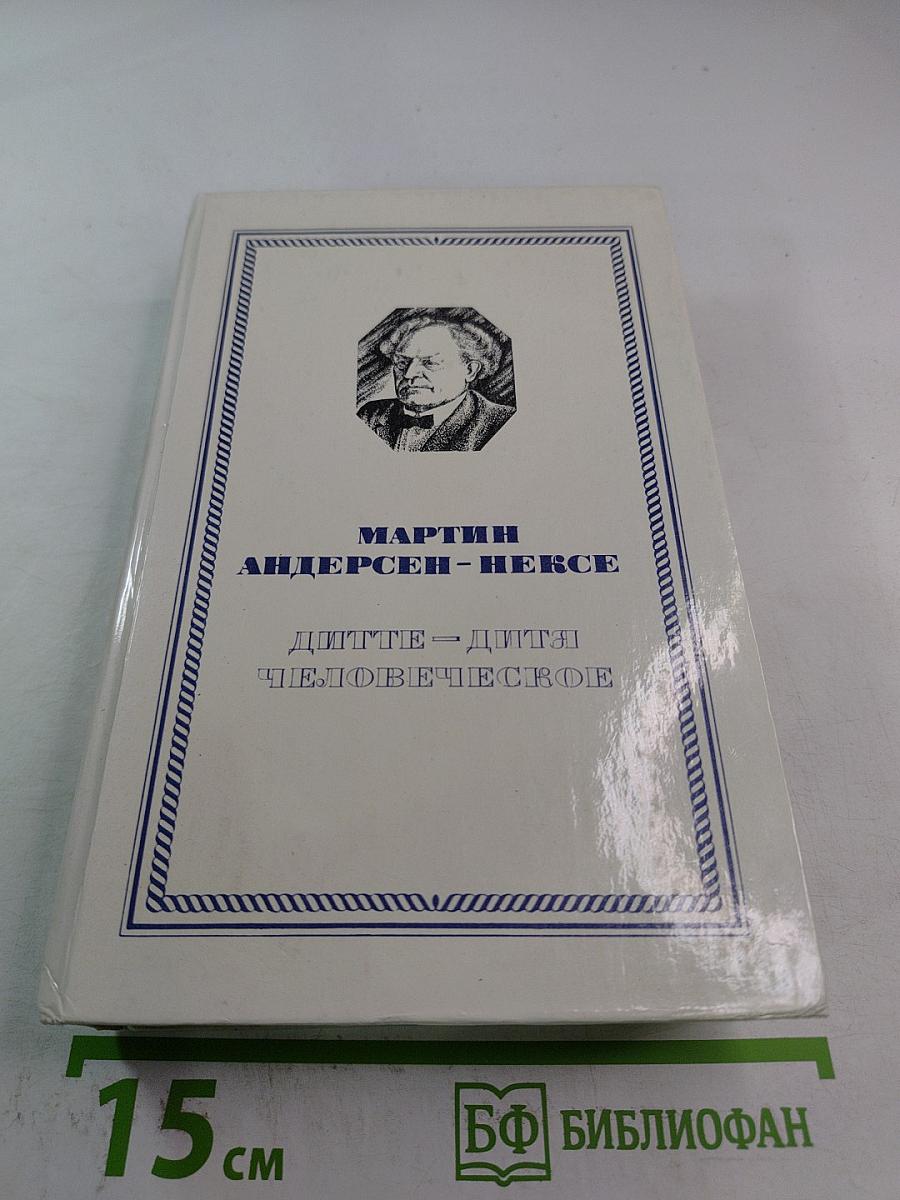 МАРТИН
АНДЕРСЕН-НЕКСЕ
ДИТТЕ — ДИТЯ
ЧЕЛОВЕЧЕСКОЕ
15 см
БФ БИБЛИОФАН